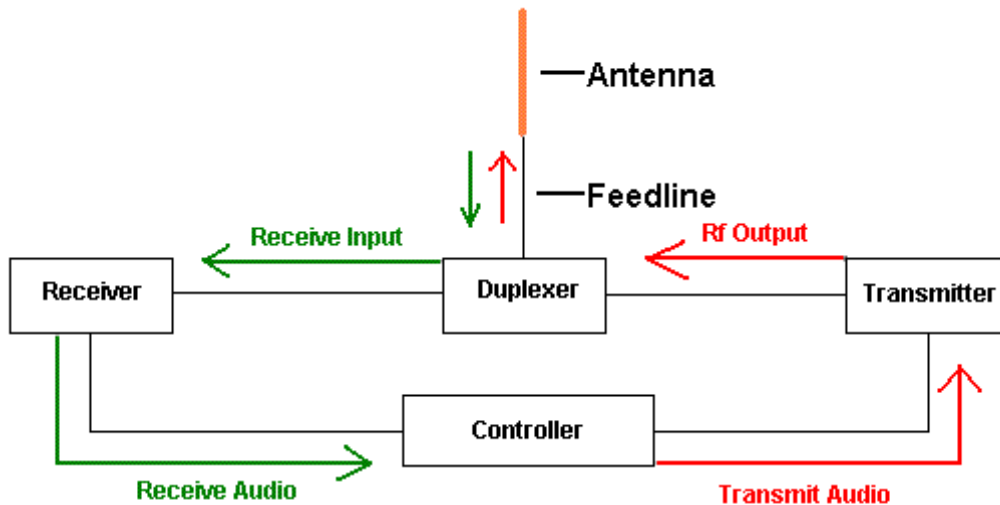 Antenna
Feedline
Receive Input
Rf Output
Receiver
Duplexer
Transmitter
Controller
Receive Audio
Transmit Audio